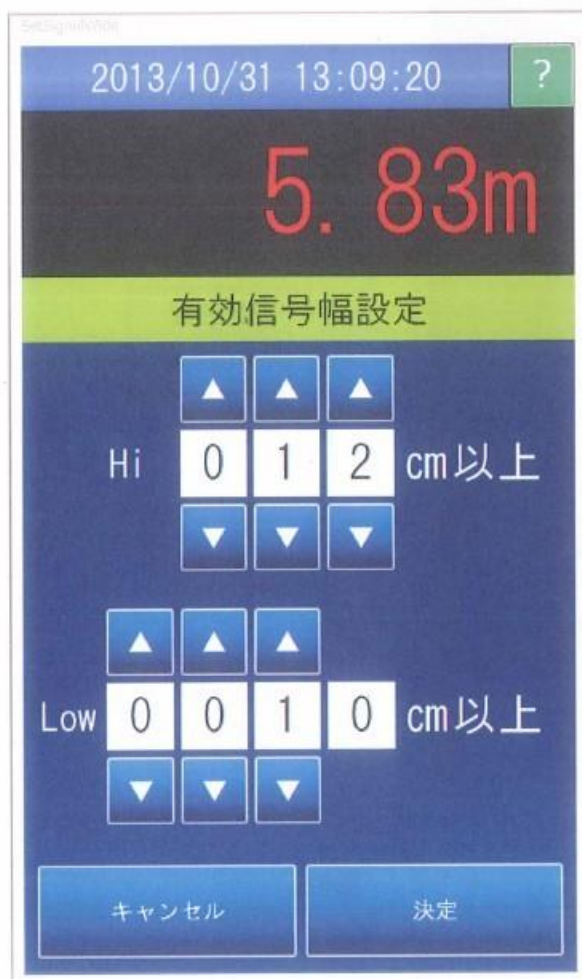 SetSignalWide
2013/10/31 13:09:20 ?
5.83m
有効信号幅設定
▲ ▲ ▲
Hi 0 1 2 cm以上
▼ ▼ ▼
▲ ▲ ▲
Low 0 0 1 0 cm以上
▼ ▼ ▼
キャンセル 決定